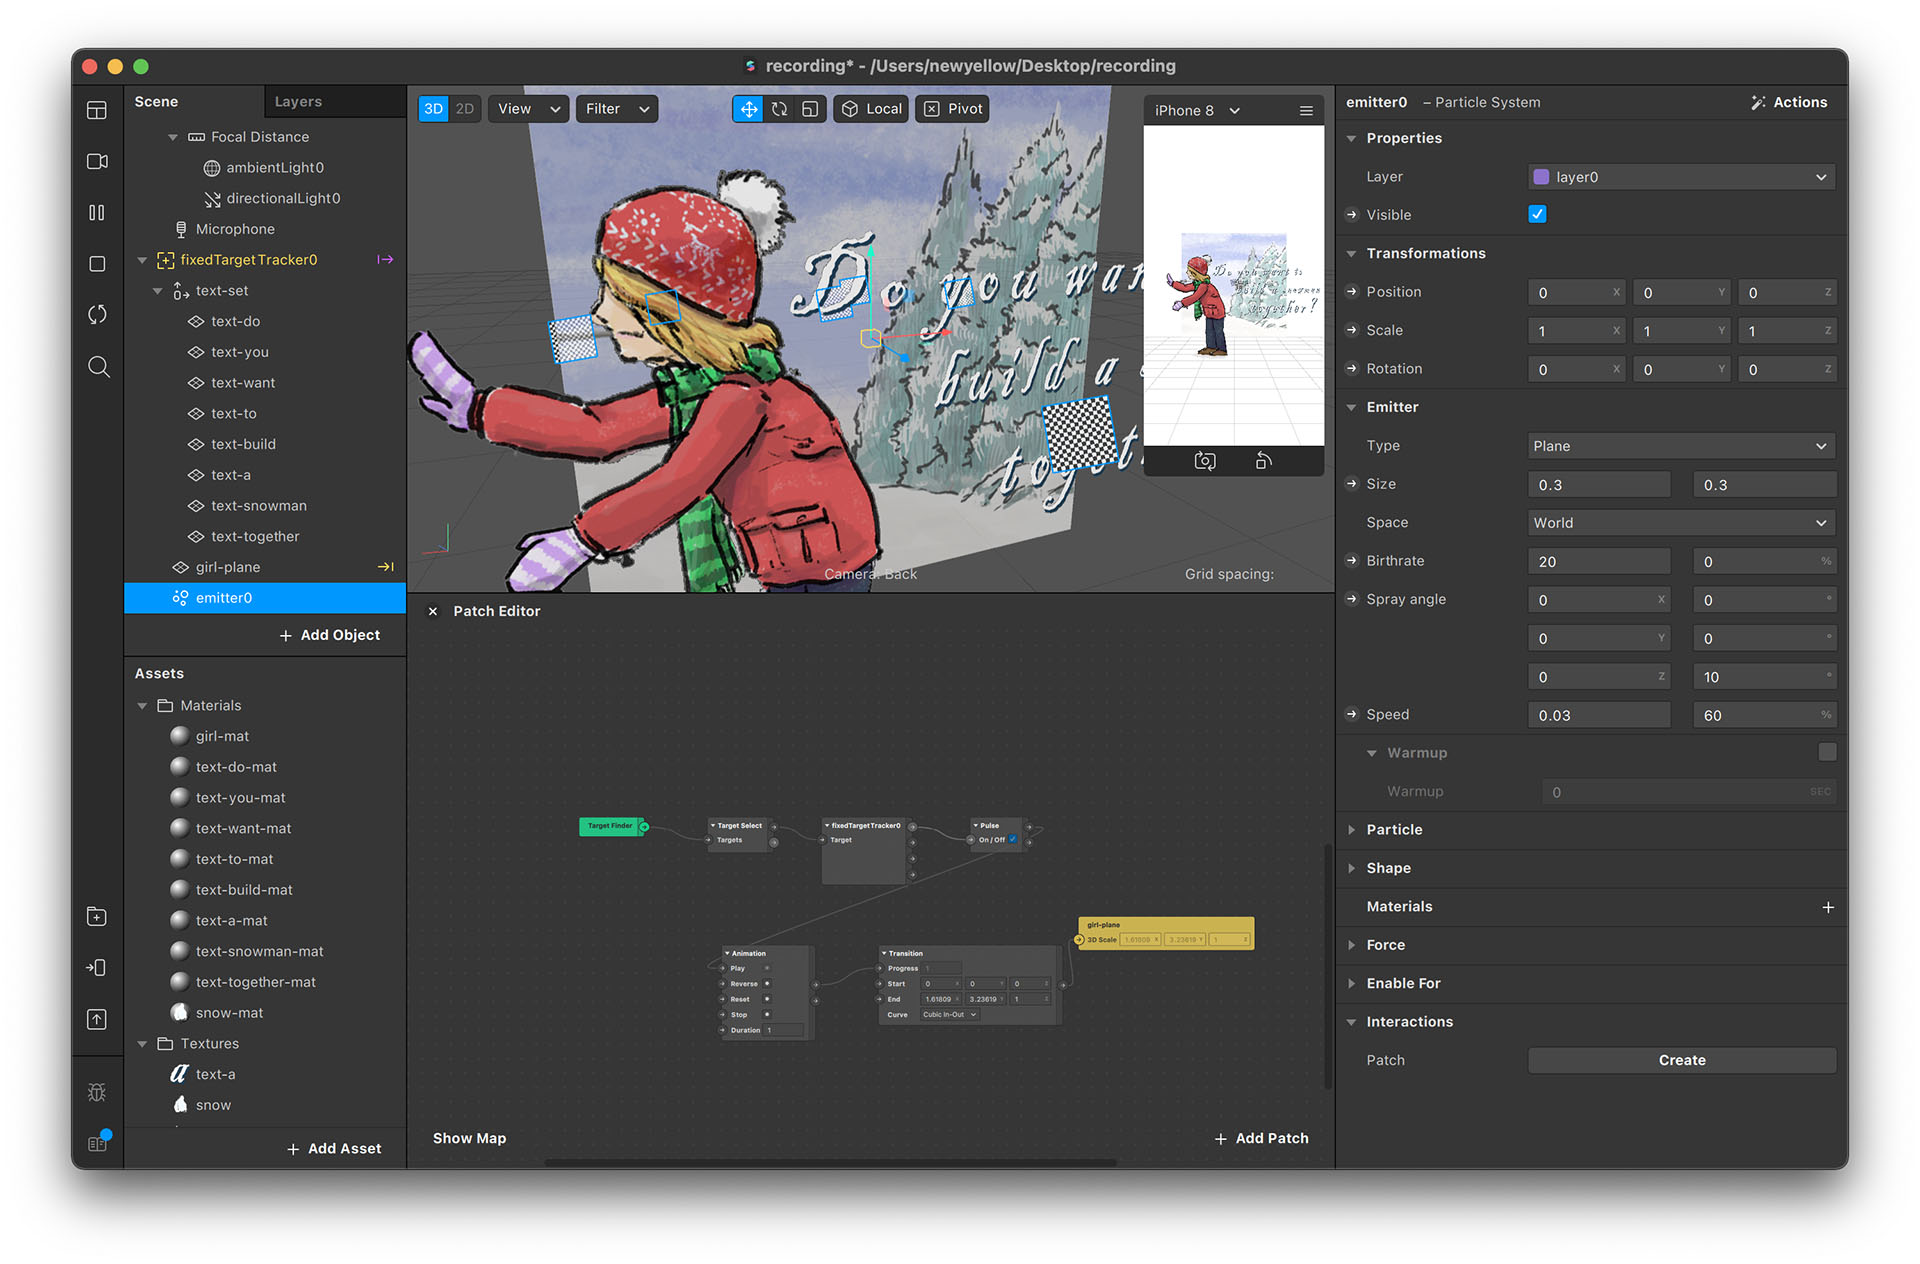 recording* - /Users/newyellow/Desktop/recording
Scene
Layers
Focal Distance
ambientLight0
directionalLight0
Microphone
fixedTargetTracker0
text-set
text-do
text-you
text-want
text-to
text-build
text-a
text-snowman
text-together
girl-plane
emitter0
+ Add Object
Assets
Materials
girl-mat
text-do-mat
text-you-mat
text-want-mat
text-to-mat
text-build-mat
text-a-mat
text-snowman-mat
text-together-mat
snow-mat
Textures
text-a
snow
+ Add Asset
3D 2D View Filter Local Pivot
Do you wan
build a
togeth
Camera: Back
Grid spacing:
iPhone 8
Do you want to
together?
Patch Editor
Target Finder
Target Select
Targets
fixedTargetTracker0
Target
Pulse
On / Off
Animation
Play
Reverse
Reset
Stop
Duration 1
Transition
Progress 1
Start 0 X 0 Y 0 Z
End 1.61809 X 3.23619 Y 1 Z
Curve Cubic In-Out
girl-plane
3D Scale 1.61809 X 3.23619 Y 1 Z
Show Map
+ Add Patch
emitter0 – Particle System Actions
Properties
Layer layer0
Visible
Transformations
Position 0 X 0 Y 0 Z
Scale 1 X 1 Y 1 Z
Rotation 0 X 0 Y 0 Z
Emitter
Type Plane
Size 0.3 0.3
Space World
Birthrate 20 0 %
Spray angle 0 X 0 °
0 Y 0 °
0 Z 10 °
Speed 0.03 60 %
Warmup
Warmup 0 SEC
Particle
Shape
Materials +
Force
Enable For
Interactions
Patch Create